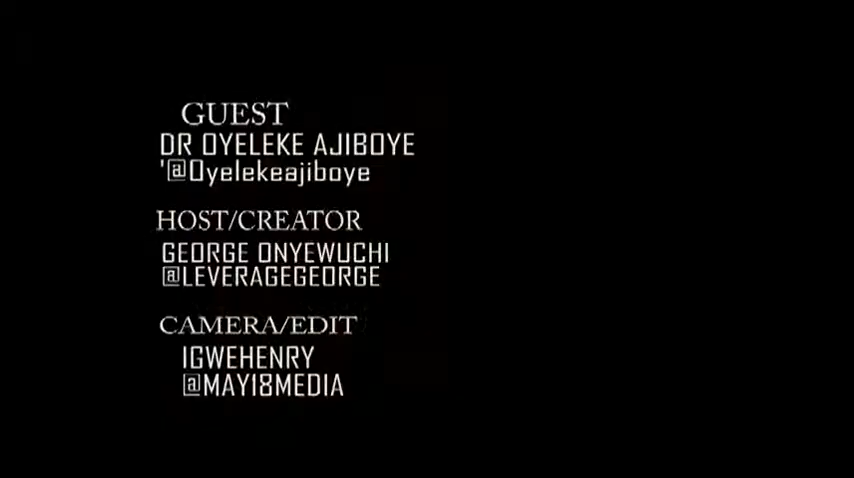 GUEST
DR OYELEKE AJIBOYE
'@Oyelekeajiboye
HOST/CREATOR
GEORGE ONYEWUCHI
@LEVERAGEGEORGE
CAMERA/EDIT
IGWEHENRY
@MAY18MEDIA